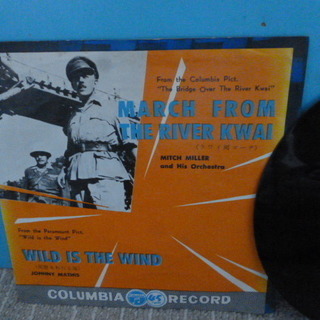 From the Columbia Pict,
"The Bridge Over The River Kwai"
MARCH FROM
THE RIVER KWAI
MITCH MILLER
and His Orchestra
From the Paramount Pict,
"Wild is the Wind"
WILD IS THE WIND
JOHNNY MATHIS
COLUMBIA RECORD